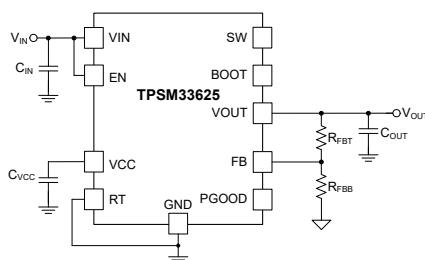 VIN
VIN
SW
CIN
EN
BOOT
TPSM33625
VOUT
VOUT
RFBT
COUT
VCC
FB
CVCC
RFBB
RT
PGOOD
GND